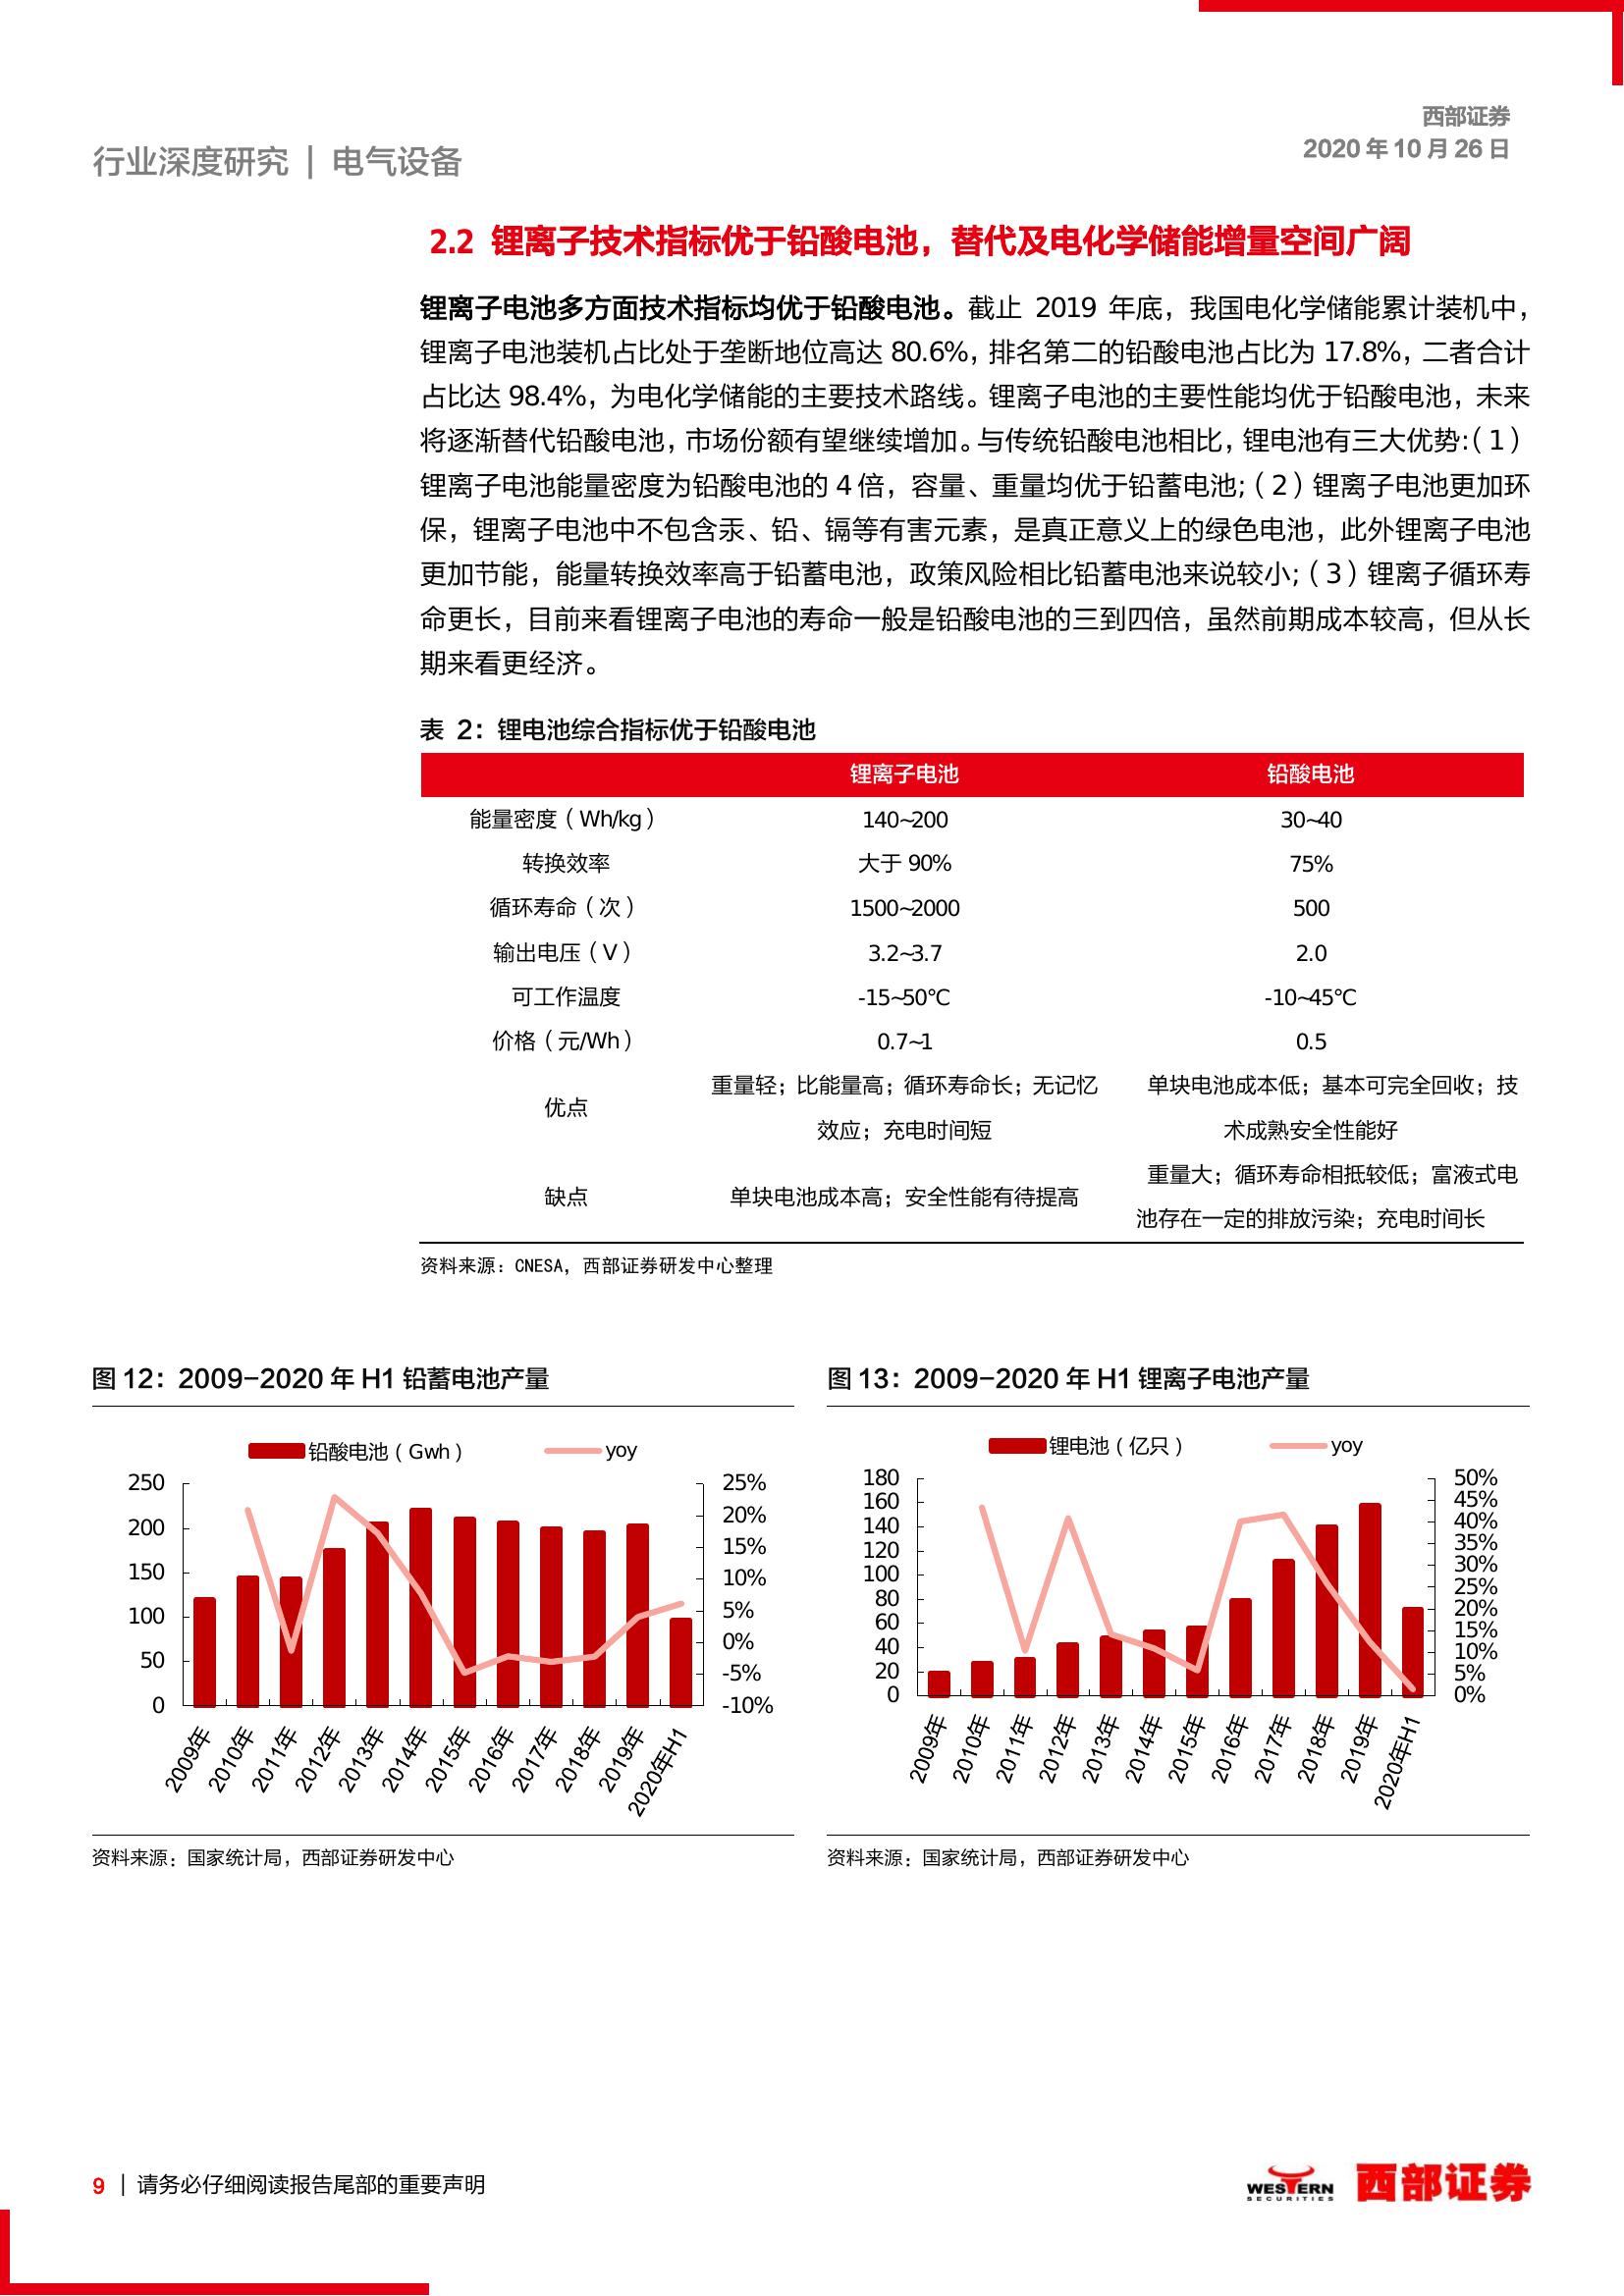 西部证券
2020 年 10 月 26 日
行业深度研究 | 电气设备
2.2 锂离子技术指标优于铅酸电池，替代及电化学储能增量空间广阔
锂离子电池多方面技术指标均优于铅酸电池。截止 2019 年底，我国电化学储能累计装机中，
锂离子电池装机占比处于垄断地位高达 80.6%，排名第二的铅酸电池占比为 17.8%，二者合计
占比达 98.4%，为电化学储能的主要技术路线。锂离子电池的主要性能均优于铅酸电池，未来
将逐渐替代铅酸电池，市场份额有望继续增加。与传统铅酸电池相比，锂电池有三大优势：（1）
锂离子电池能量密度为铅酸电池的 4 倍，容量、重量均优于铅蓄电池；（2）锂离子电池更加环
保，锂离子电池中不包含汞、铅、镉等有害元素，是真正意义上的绿色电池，此外锂离子电池
更加节能，能量转换效率高于铅蓄电池，政策风险相比铅蓄电池来说较小；（3）锂离子循环寿
命更长，目前来看锂离子电池的寿命一般是铅酸电池的三到四倍，虽然前期成本较高，但从长
期来看更经济。
表 2：锂电池综合指标优于铅酸电池
锂离子电池 铅酸电池
能量密度（Wh/kg） 140~200 30~40
转换效率 大于 90% 75%
循环寿命（次） 1500~2000 500
输出电压（V） 3.2~3.7 2.0
可工作温度 -15~50℃ -10~45℃
价格（元/Wh） 0.7~1 0.5
优点 重量轻；比能量高；循环寿命长；无记忆 单块电池成本低；基本可完全回收；技
效应；充电时间短 术成熟安全性能好
缺点 单块电池成本高；安全性能有待提高 重量大；循环寿命相抵较低；富液式电
池存在一定的排放污染；充电时间长
资料来源：CNESA，西部证券研发中心整理
图 12：2009-2020 年 H1 铅蓄电池产量
铅酸电池（Gwh） yoy
250
200
150
100
50
0
25%
20%
15%
10%
5%
0%
-5%
-10%
2009年 2010年 2011年 2012年 2013年 2014年 2015年 2016年 2017年 2018年 2019年 2020年H1
资料来源：国家统计局，西部证券研发中心
图 13：2009-2020 年 H1 锂离子电池产量
锂电池（亿只） yoy
180
160
140
120
100
80
60
40
20
0
50%
45%
40%
35%
30%
25%
20%
15%
10%
5%
0%
2009年 2010年 2011年 2012年 2013年 2014年 2015年 2016年 2017年 2018年 2019年 2020年H1
资料来源：国家统计局，西部证券研发中心
9 | 请务必仔细阅读报告尾部的重要声明
WESTERN
SECURITIES
西部证券